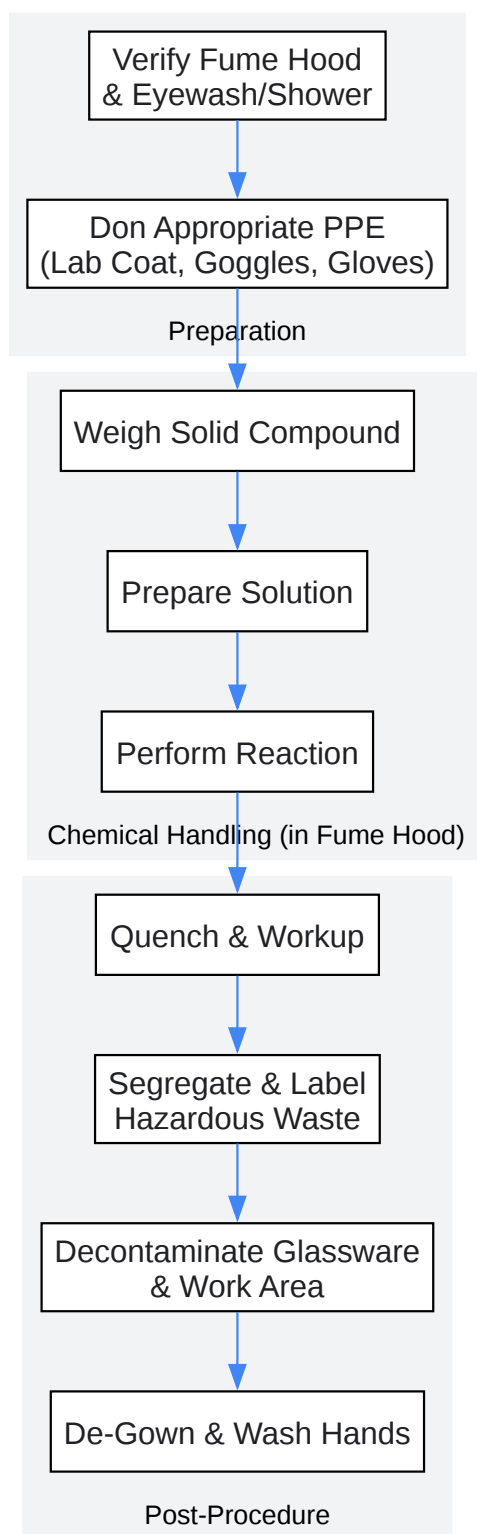 Verify Fume Hood
& Eyewash/Shower
Don Appropriate PPE
(Lab Coat, Goggles, Gloves)
Preparation
Weigh Solid Compound
Prepare Solution
Perform Reaction
Chemical Handling (in Fume Hood)
Quench & Workup
Segregate & Label
Hazardous Waste
Decontaminate Glassware
& Work Area
De-Gown & Wash Hands
Post-Procedure